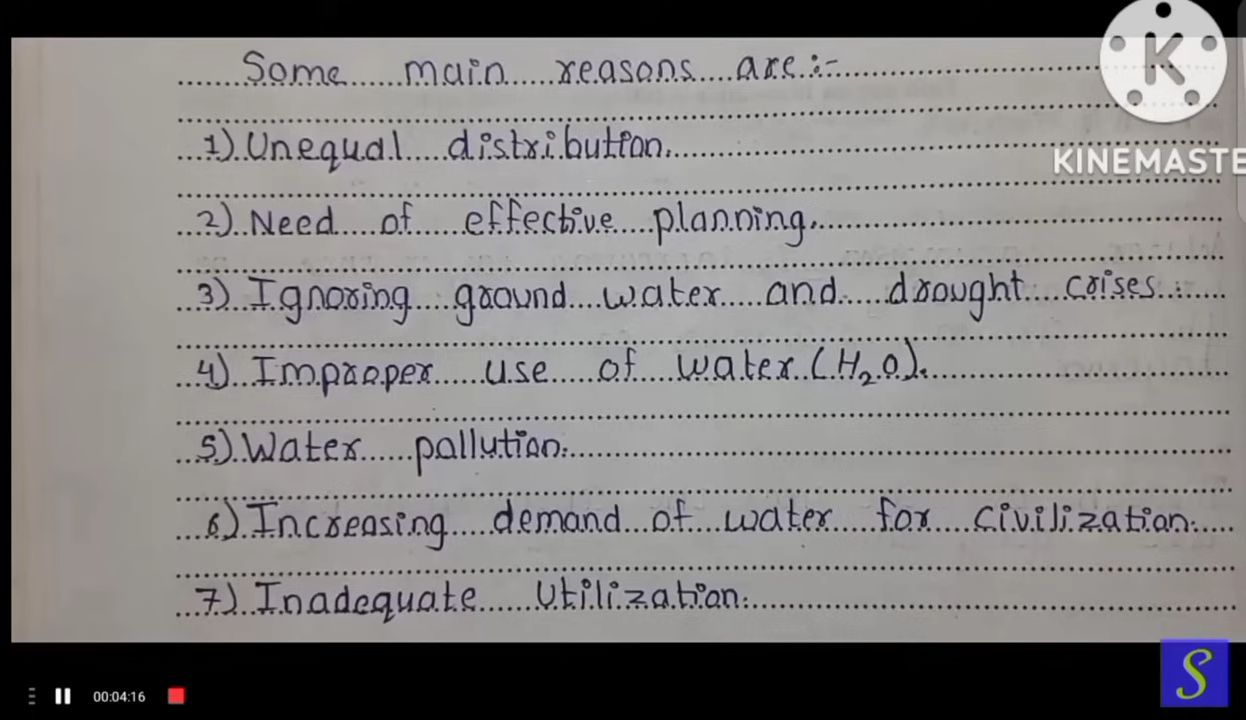 Some main reasons are:-
1) Unequal distribution.
2) Need of effective planning.
3) Ignoring ground water and drought crises.
4) Improper use of water (H₂O).
5) Water pollution.
6) Increasing demand of water for civilization.
7) Inadequate utilization.
K
KINEMASTE
00:04:16
S